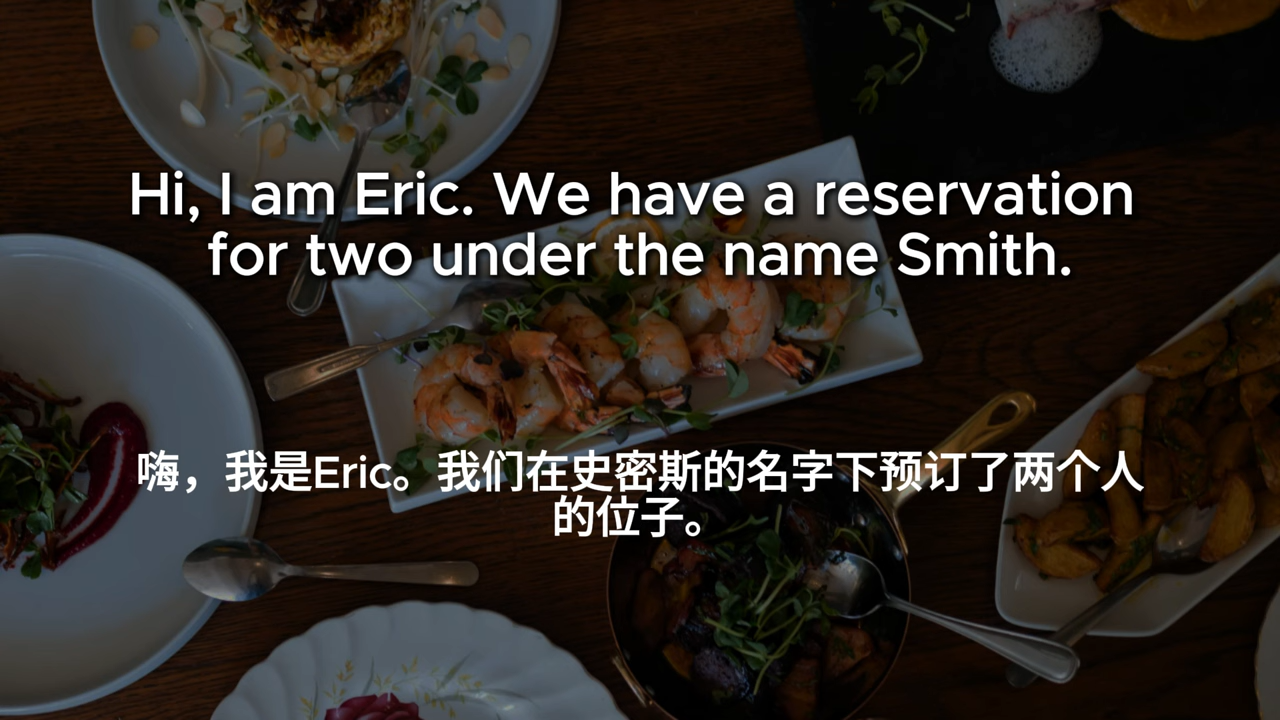 Hi, I am Eric. We have a reservation
for two under the name Smith.
嗨，我是Eric。我们在史密斯的名字下预订了两个人
的位子。